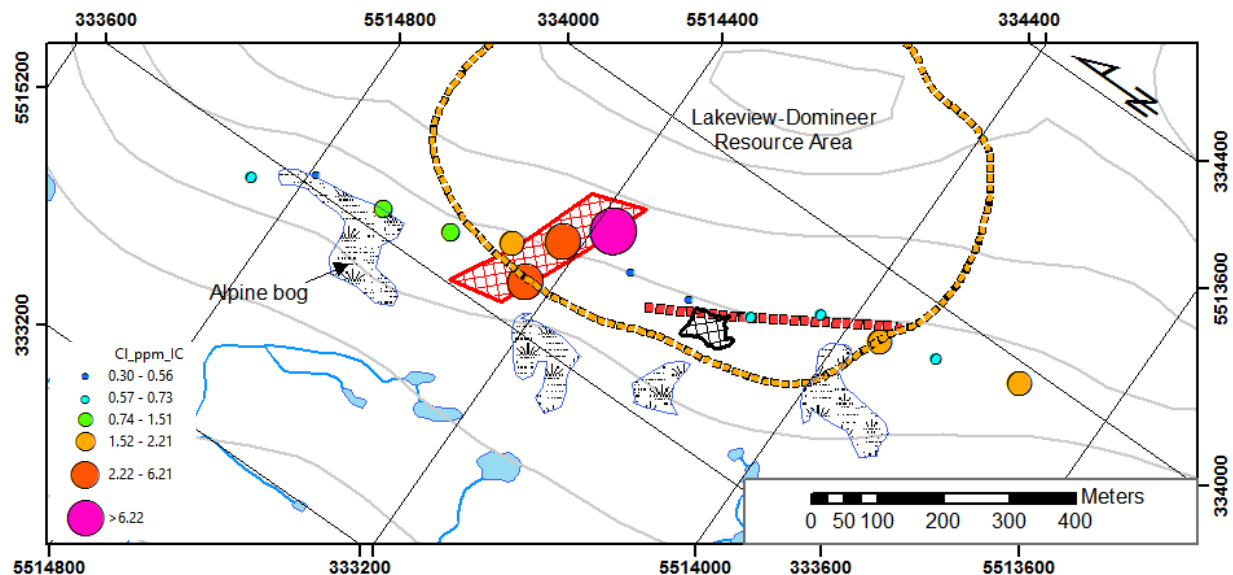 333600
5514800
334000
5514400
334400
5515200
Lakeview-Domineer
Resource Area
N
334400
Alpine bog
5513600
333200
Cl_ppm_IC
0.30 - 0.56
0.57 - 0.73
0.74 - 1.51
1.52 - 2.21
2.22 - 6.21
>6.22
334000
Meters
0 50 100 200 300 400
5514800
333200
5514000
333600
5513600